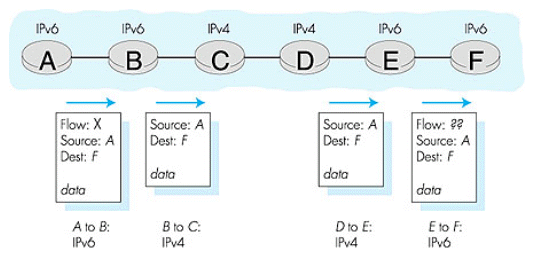 IPv6 IPv6 IPv4 IPv4 IPv6 IPv6
A B C D E F
Flow: X
Source: A
Dest: F
data
Source: A
Dest: F
data
Source: A
Dest: F
data
Flow: ??
Source: A
Dest: F
data
A to B:
IPv6
B to C:
IPv4
D to E:
IPv4
E to F:
IPv6